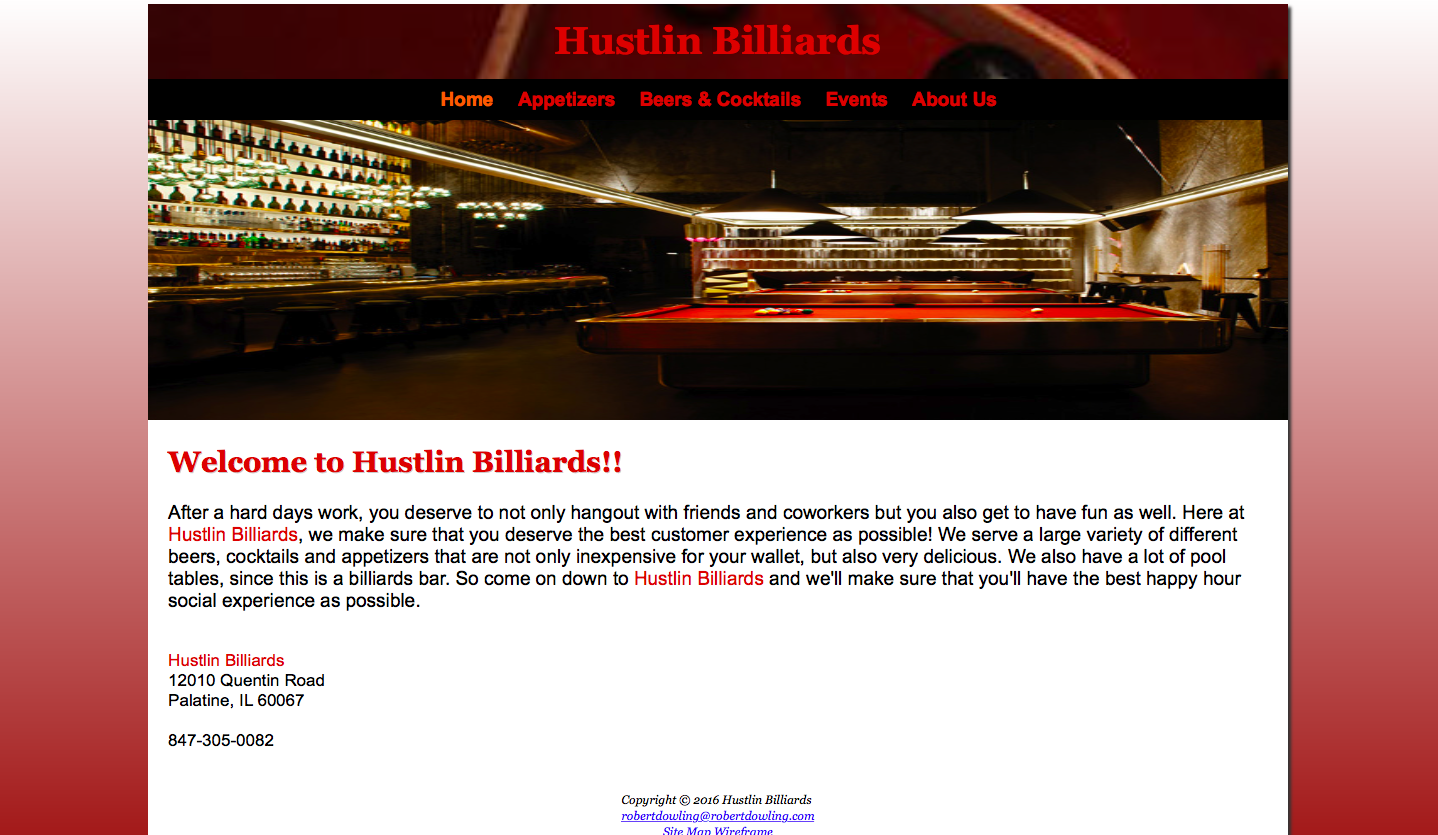 Hustlin Billiards
Home Appetizers Beers & Cocktails Events About Us
Welcome to Hustlin Billiards!!
After a hard days work, you deserve to not only hangout with friends and coworkers but you also get to have fun as well. Here at
Hustlin Billiards, we make sure that you deserve the best customer experience as possible! We serve a large variety of different
beers, cocktails and appetizers that are not only inexpensive for your wallet, but also very delicious. We also have a lot of pool
tables, since this is a billiards bar. So come on down to Hustlin Billiards and we'll make sure that you'll have the best happy hour
social experience as possible.
Hustlin Billiards
12010 Quentin Road
Palatine, IL 60067
847-305-0082
Copyright © 2016 Hustlin Billiards
robertdowling@robertdowling.com
Site Map Wireframe